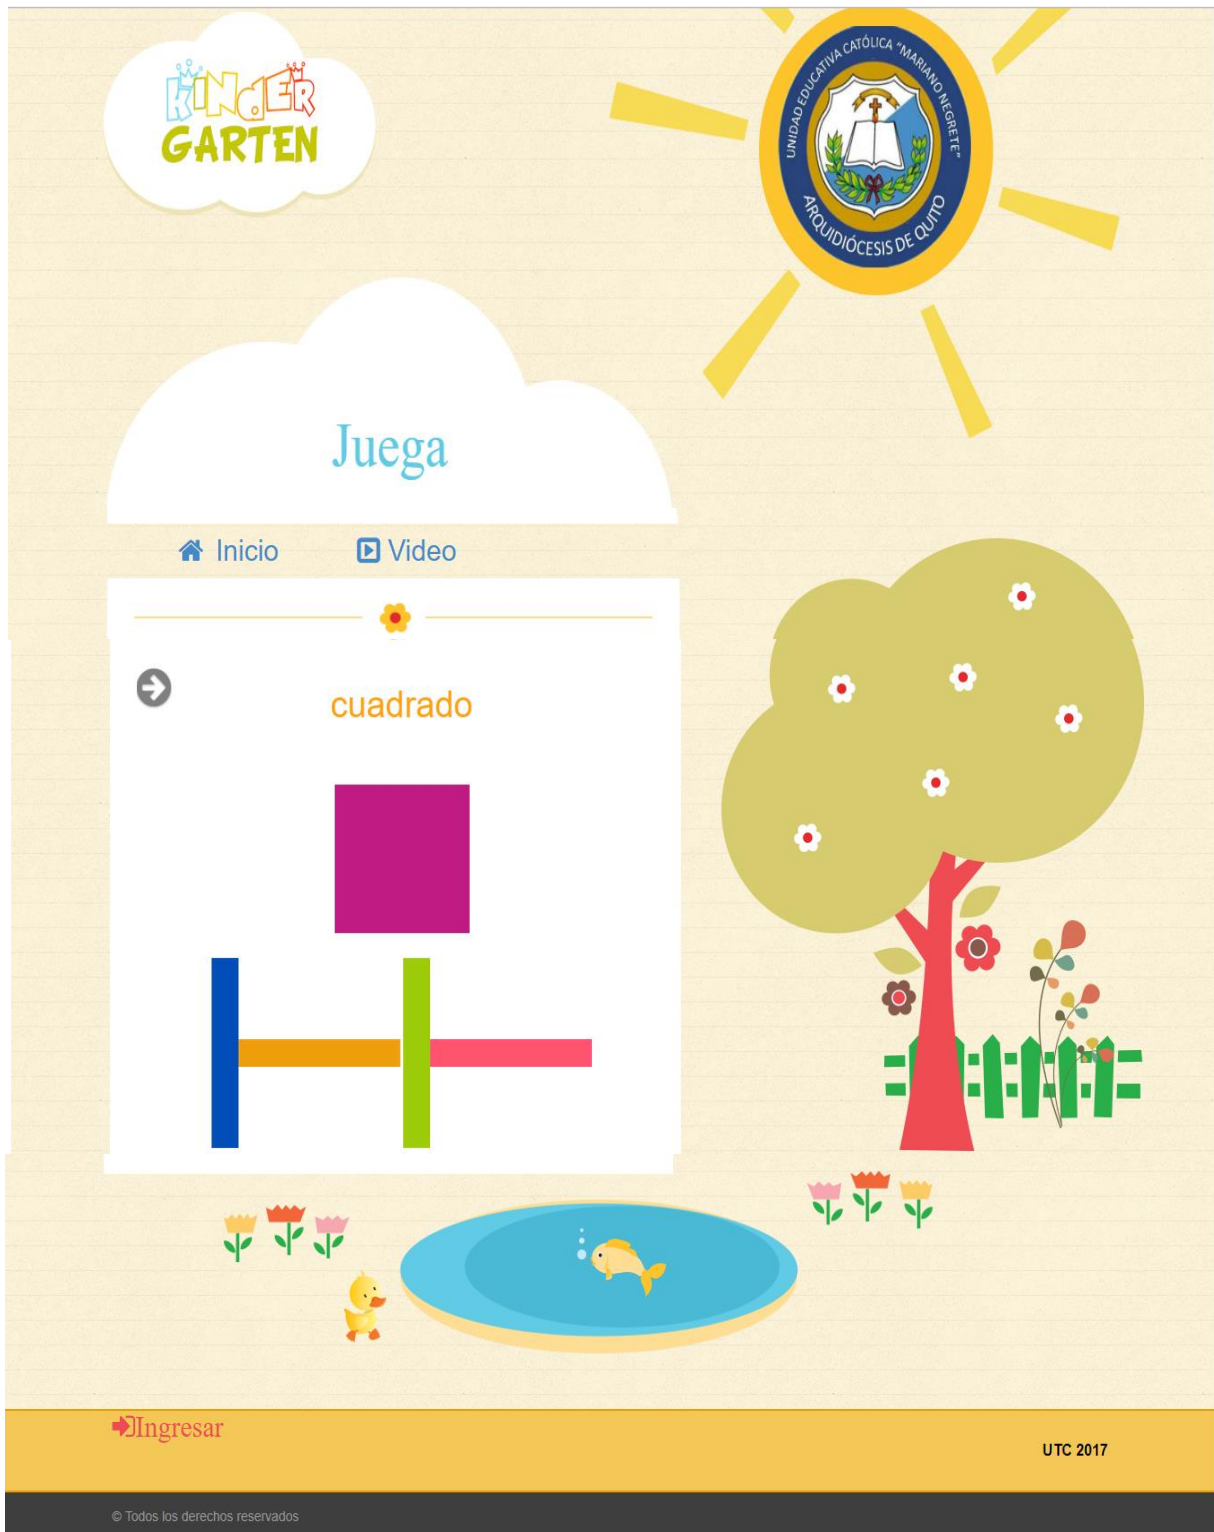 KINDER
GARTEN
UNIDAD EDUCATIVA CATÓLICA "MARIANO NEGRETE"
ARQUIDIÓCESIS DE QUITO
Juega
Inicio
Video
cuadrado
Ingresar
UTC 2017
© Todos los derechos reservados